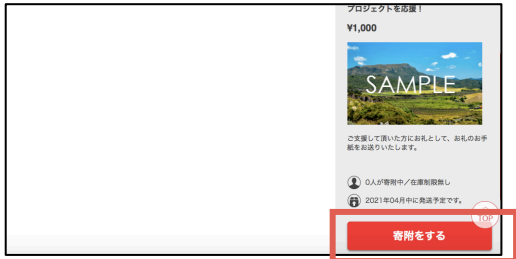 プロジェクトを応援！
¥1,000
SAMPLE
ご支援して頂いた方にお礼として、お礼のお手
紙をお送りいたします。
0人が寄附中／在庫制限無し
2021年04月中に発送予定です。
TOP
寄附をする